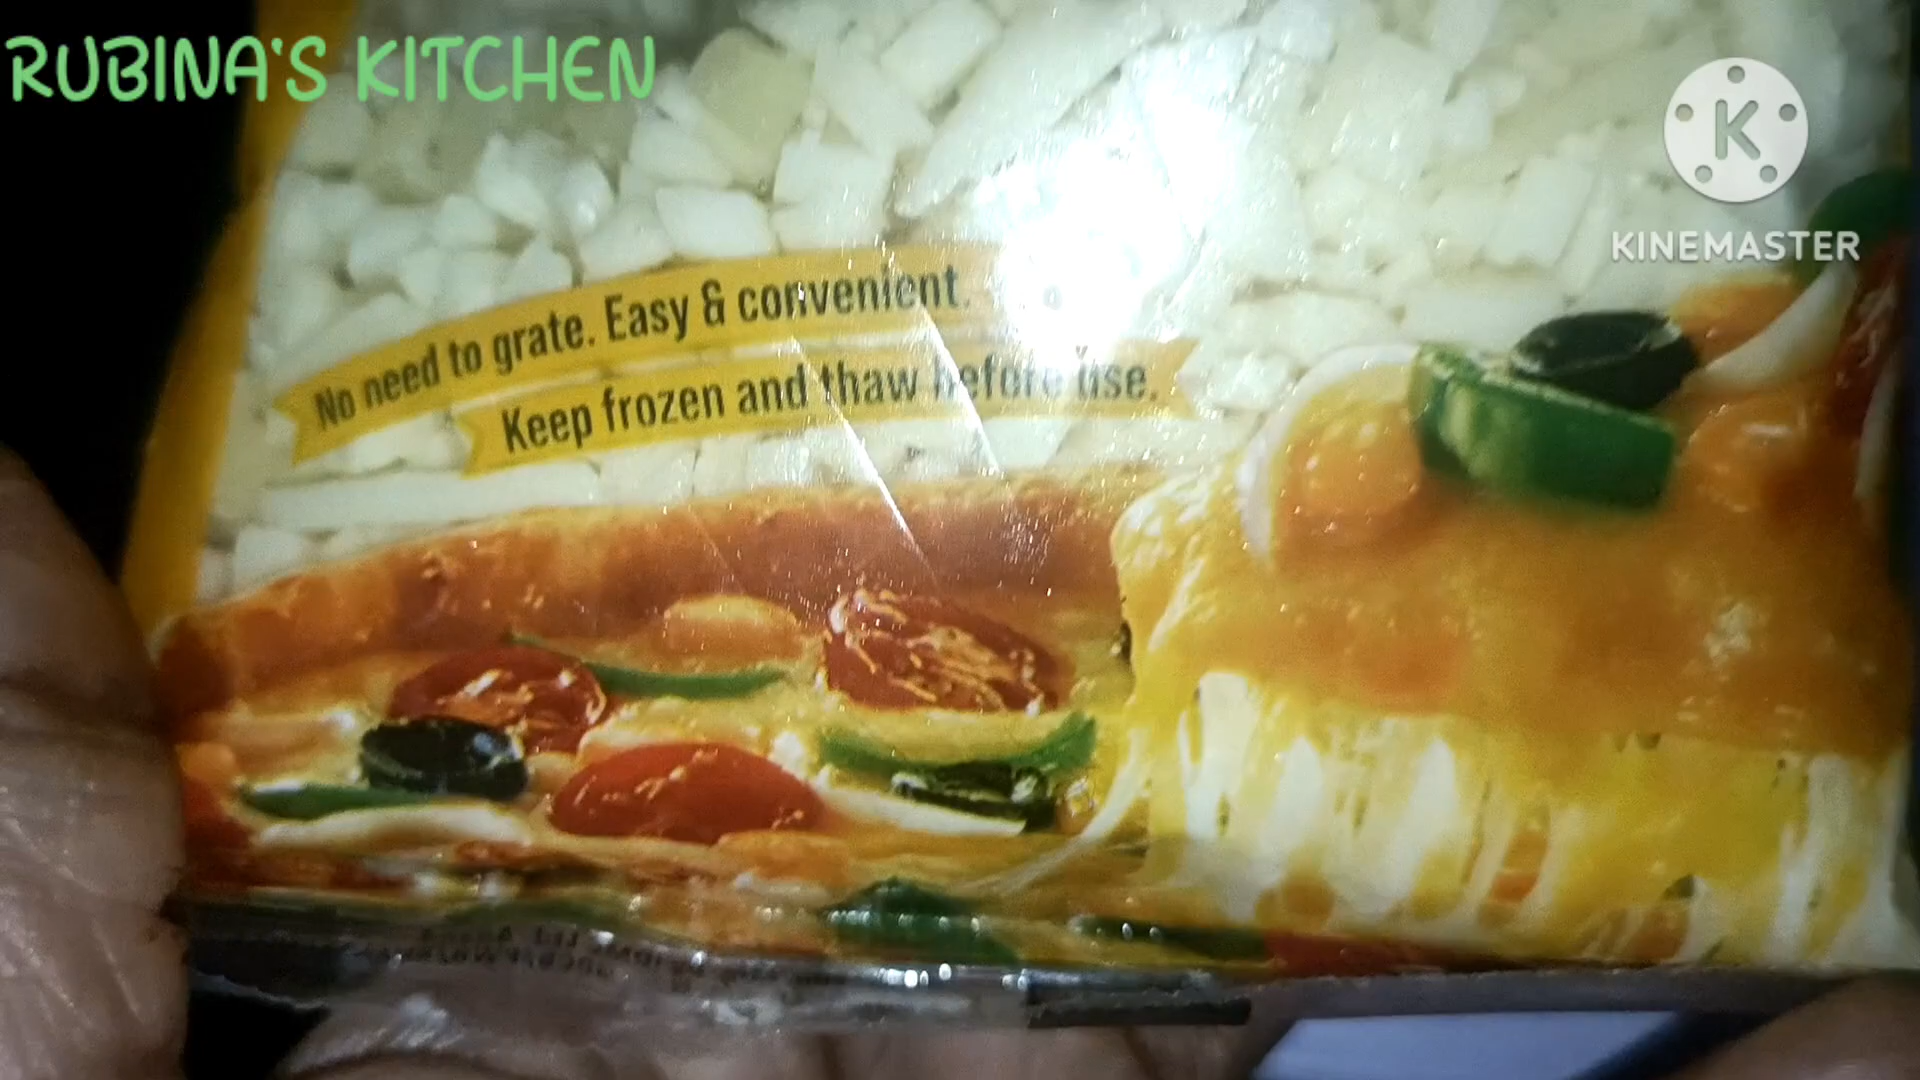 RUBINA'S KITCHEN
K
KINEMASTER
No need to grate. Easy & convenient.
Keep frozen and thaw before use.